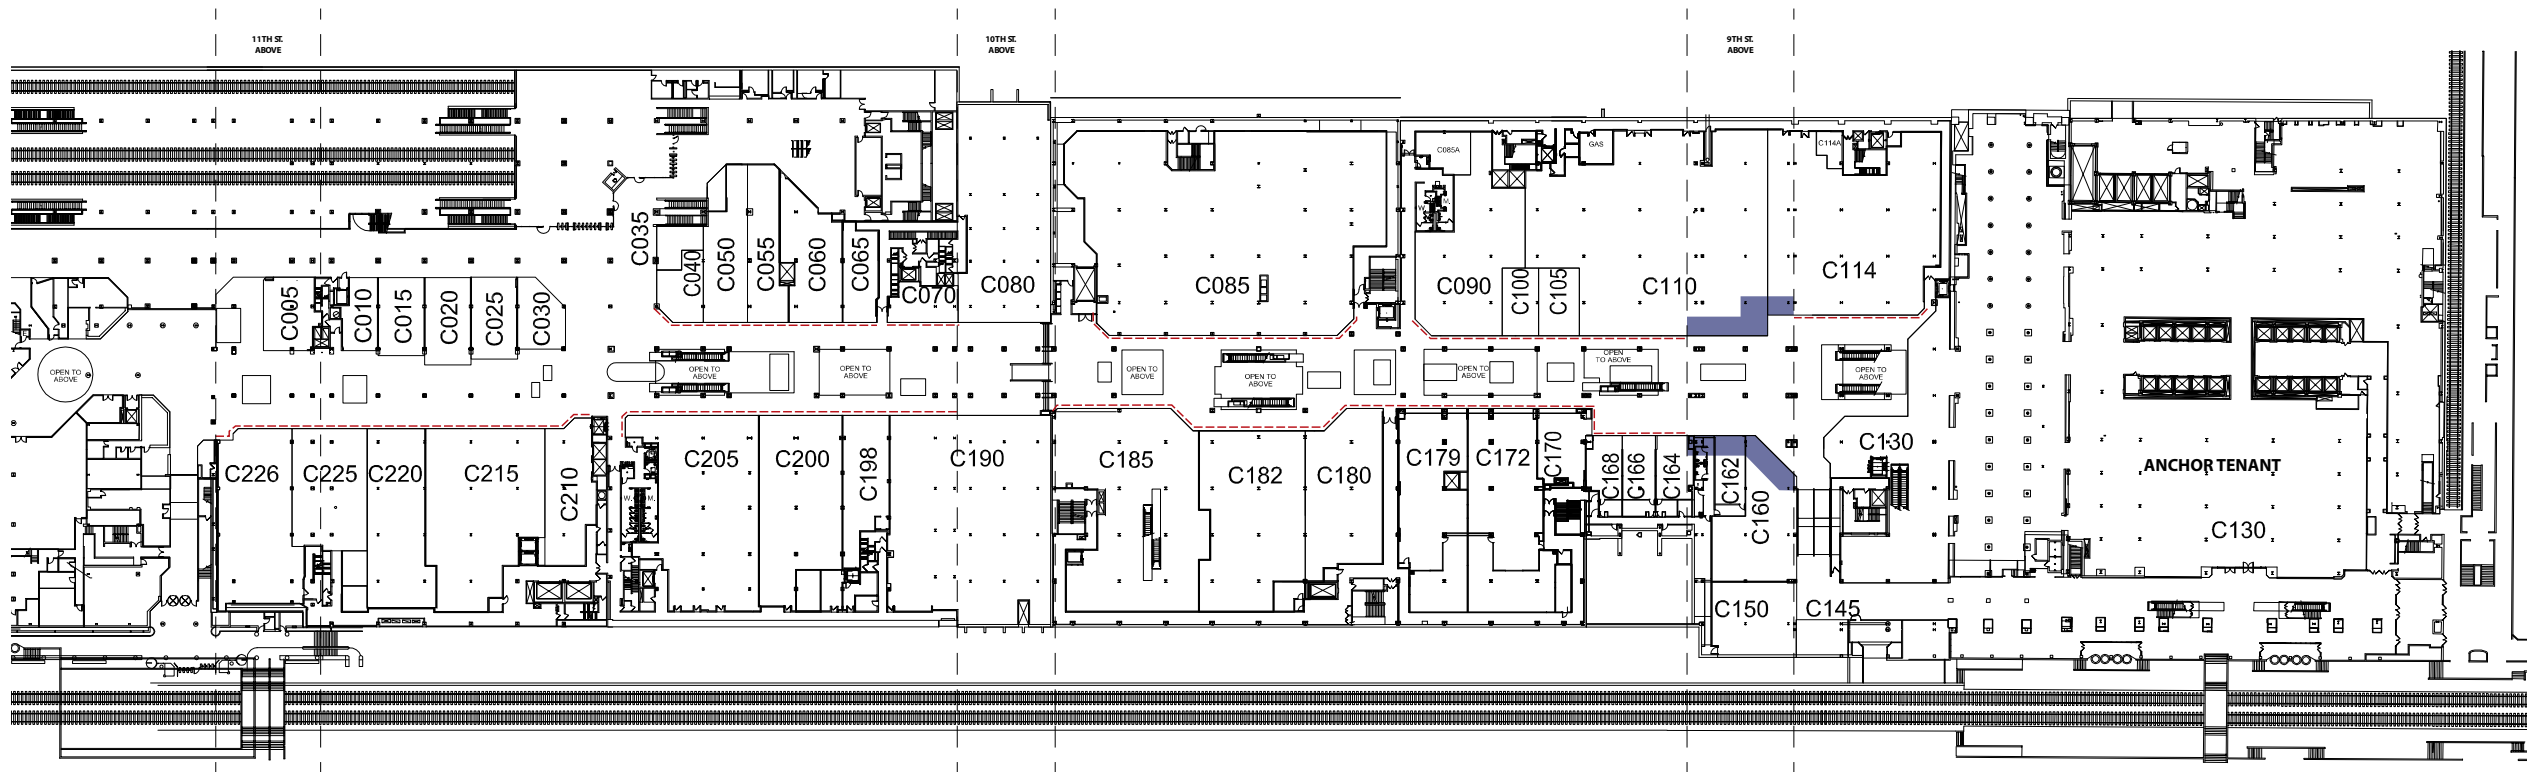 11TH ST.
ABOVE
10TH ST.
ABOVE
9TH ST.
ABOVE
C085A
GAS
C114A
W.
M.
C035
C040
C050
C055
C060
C065
C070
C080
C085
C090
C100
C105
C110
C114
C005
C010
C015
C020
C025
C030
OPEN TO
ABOVE
OPEN TO
ABOVE
OPEN TO
ABOVE
OPEN TO
ABOVE
OPEN TO
ABOVE
OPEN TO
ABOVE
OPEN
TO ABOVE
OPEN TO
ABOVE
C226
C225
C220
C215
C210
W.
M.
C205
C200
C198
C190
C185
C182
C180
C179
C172
C170
C168
C166
C164
C162
C160
C130
ANCHOR TENANT
C130
C150
C145